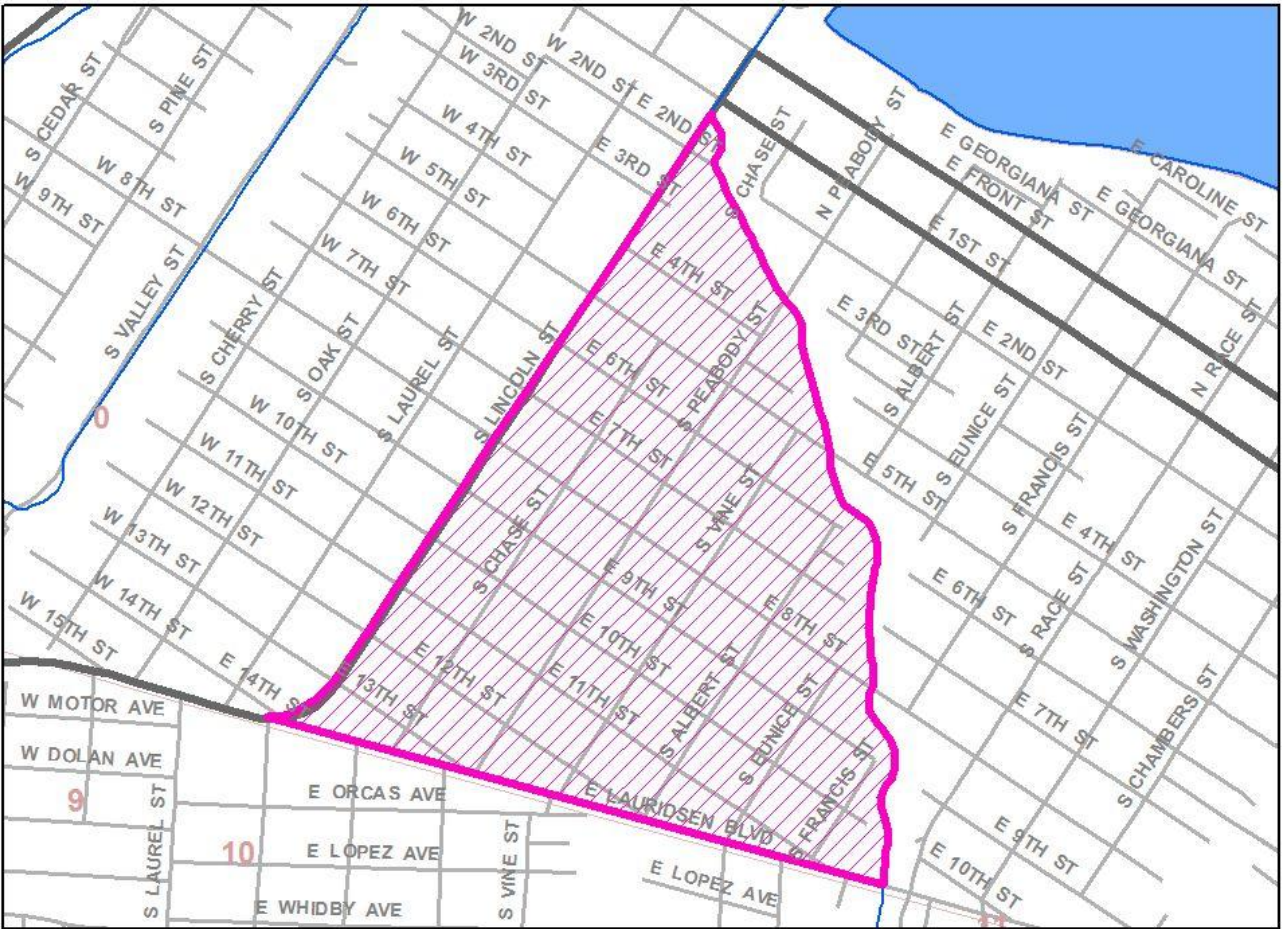 W 2ND ST
W 2ND ST
E 2ND ST
S CEDAR ST
S PINE ST
W 3RD ST
W 4TH ST
E 3RD ST
S CHASE ST
N PEABODY ST
E GEORGIANA ST
E CAROLINE ST
E FRONT ST
E GEORGIANA ST
W 8TH ST
W 9TH ST
W 5TH ST
W 6TH ST
W 7TH ST
E 1ST ST
E 4TH ST
S VALLEY ST
S CHERRY ST
S OAK ST
S LAUREL ST
S LINCOLN ST
E 6TH ST
S PEABODY ST
E 3RD ST
S ALBERT ST
E 2ND ST
N RACE ST
0
W 10TH ST
W 11TH ST
W 12TH ST
W 13TH ST
E 7TH ST
S VINE ST
E 5TH ST
S EUNICE ST
S FRANCIS ST
E 4TH ST
S CHASE ST
E 9TH ST
E 8TH ST
E 6TH ST
S RACE ST
S WASHINGTON ST
W 14TH ST
W 15TH ST
E 14TH ST
E 13TH ST
E 12TH ST
E 10TH ST
E 11TH ST
S ALBERT ST
S EUNICE ST
S FRANCIS ST
E 7TH ST
S CHAMBERS ST
W MOTOR AVE
W DOLAN AVE
9
S LAUREL ST
E ORCAS AVE
E LAURIDSEN BLVD
10
E LOPEZ AVE
S VINE ST
E LOPEZ AVE
E 9TH ST
E 10TH ST
E WHIDBY AVE
11